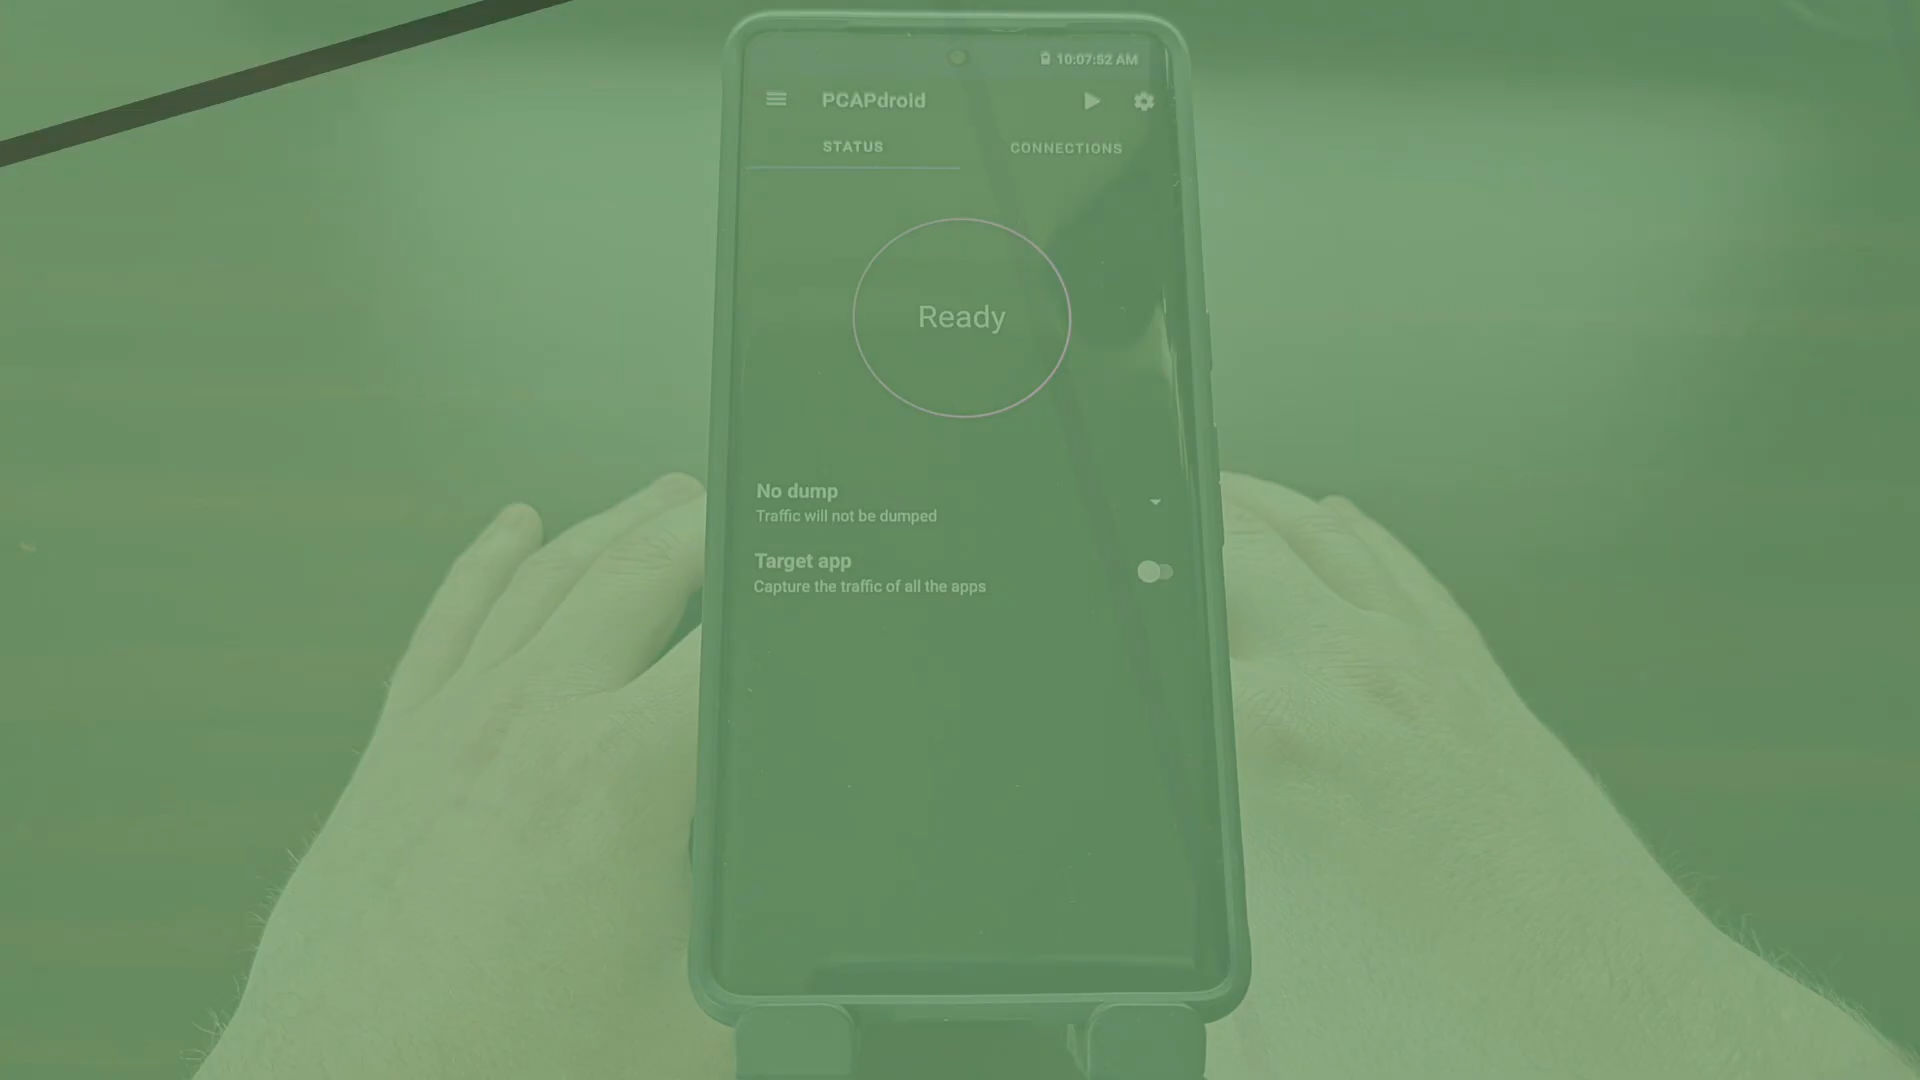 10:07:52 AM
PCAPdroid
STATUS
CONNECTIONS
Ready
No dump
Traffic will not be dumped
Target app
Capture the traffic of all the apps